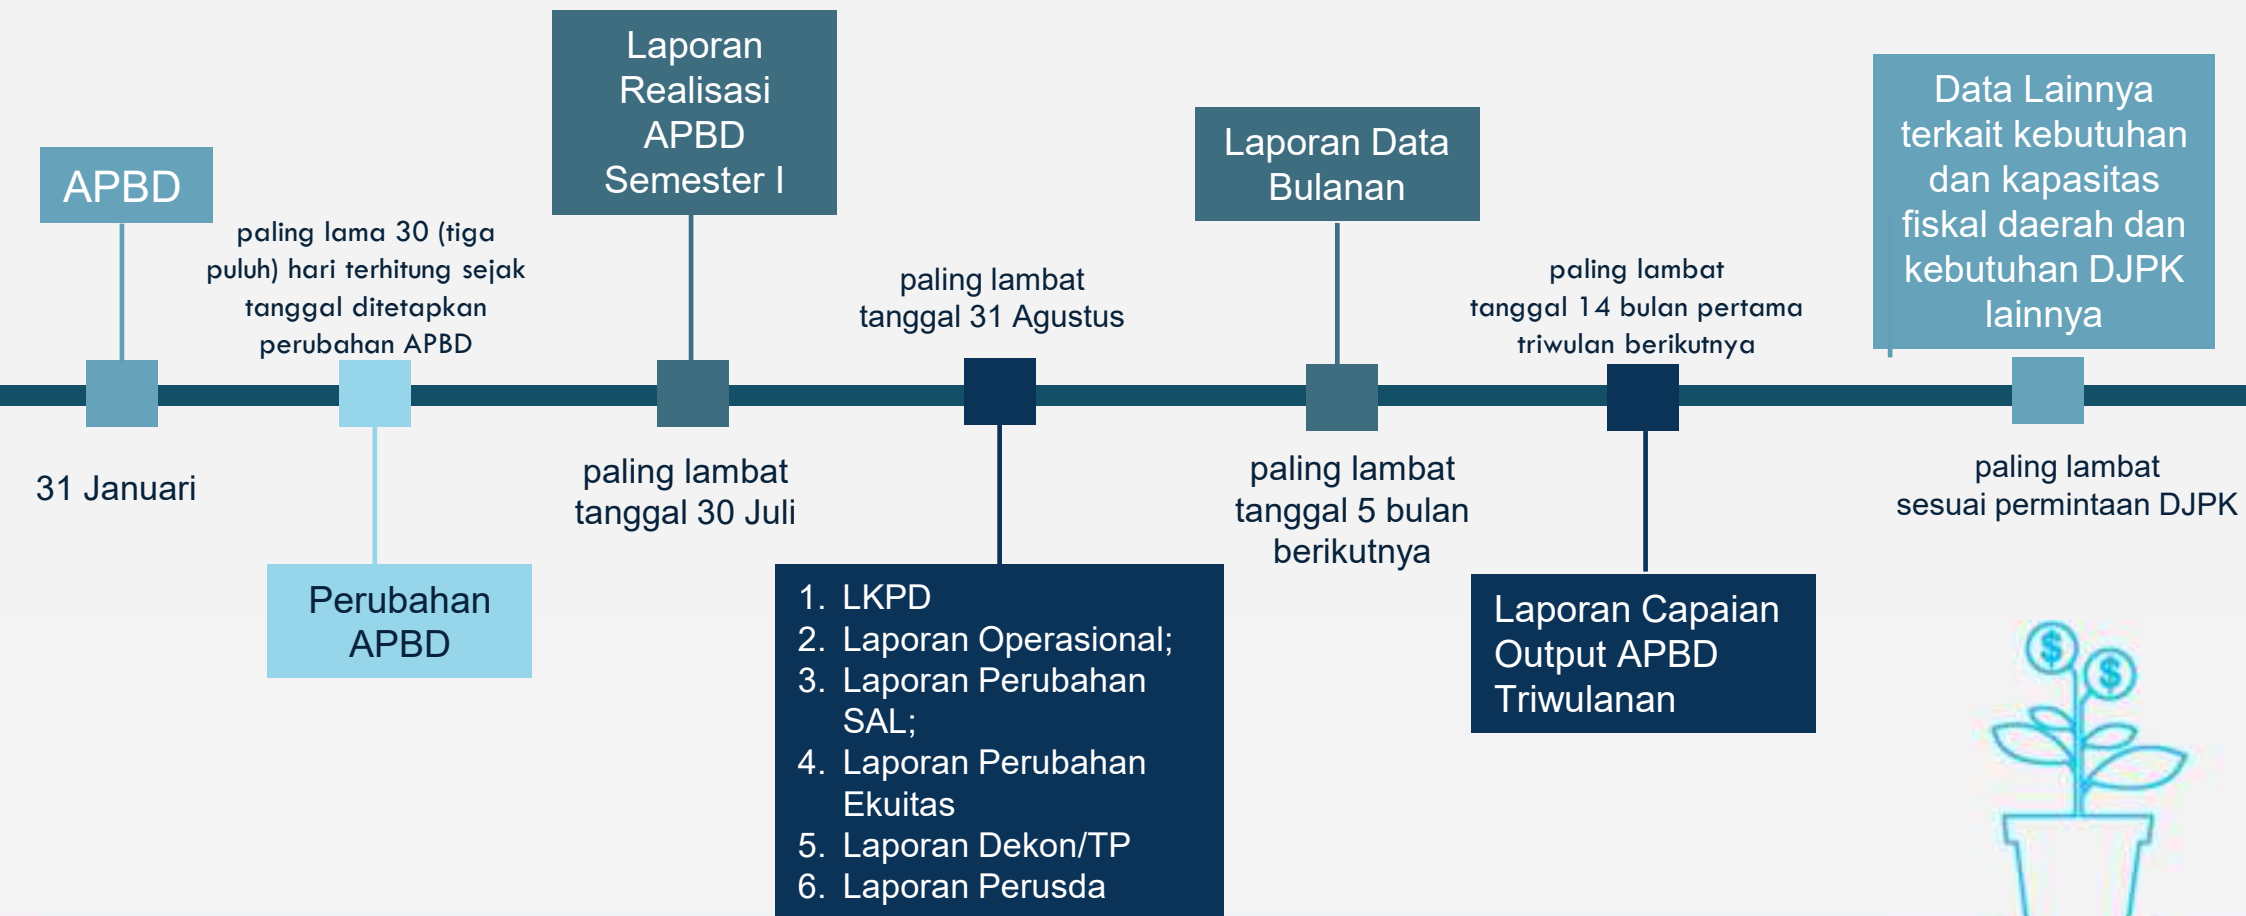 APBD
31 Januari
paling lama 30 (tiga
puluh) hari terhitung sejak
tanggal ditetapkan
perubahan APBD
Perubahan
APBD
Laporan
Realisasi
APBD
Semester I
paling lambat
tanggal 30 Juli
paling lambat
tanggal 31 Agustus
1. LKPD
2. Laporan Operasional;
3. Laporan Perubahan
SAL;
4. Laporan Perubahan
Ekuitas
5. Laporan Dekon/TP
6. Laporan Perusda
Laporan Data
Bulanan
paling lambat
tanggal 5 bulan
berikutnya
paling lambat
tanggal 14 bulan pertama
triwulan berikutnya
Laporan Capaian
Output APBD
Triwulanan
Data Lainnya
terkait kebutuhan
dan kapasitas
fiskal daerah dan
kebutuhan DJPK
lainnya
paling lambat
sesuai permintaan DJPK
$
$